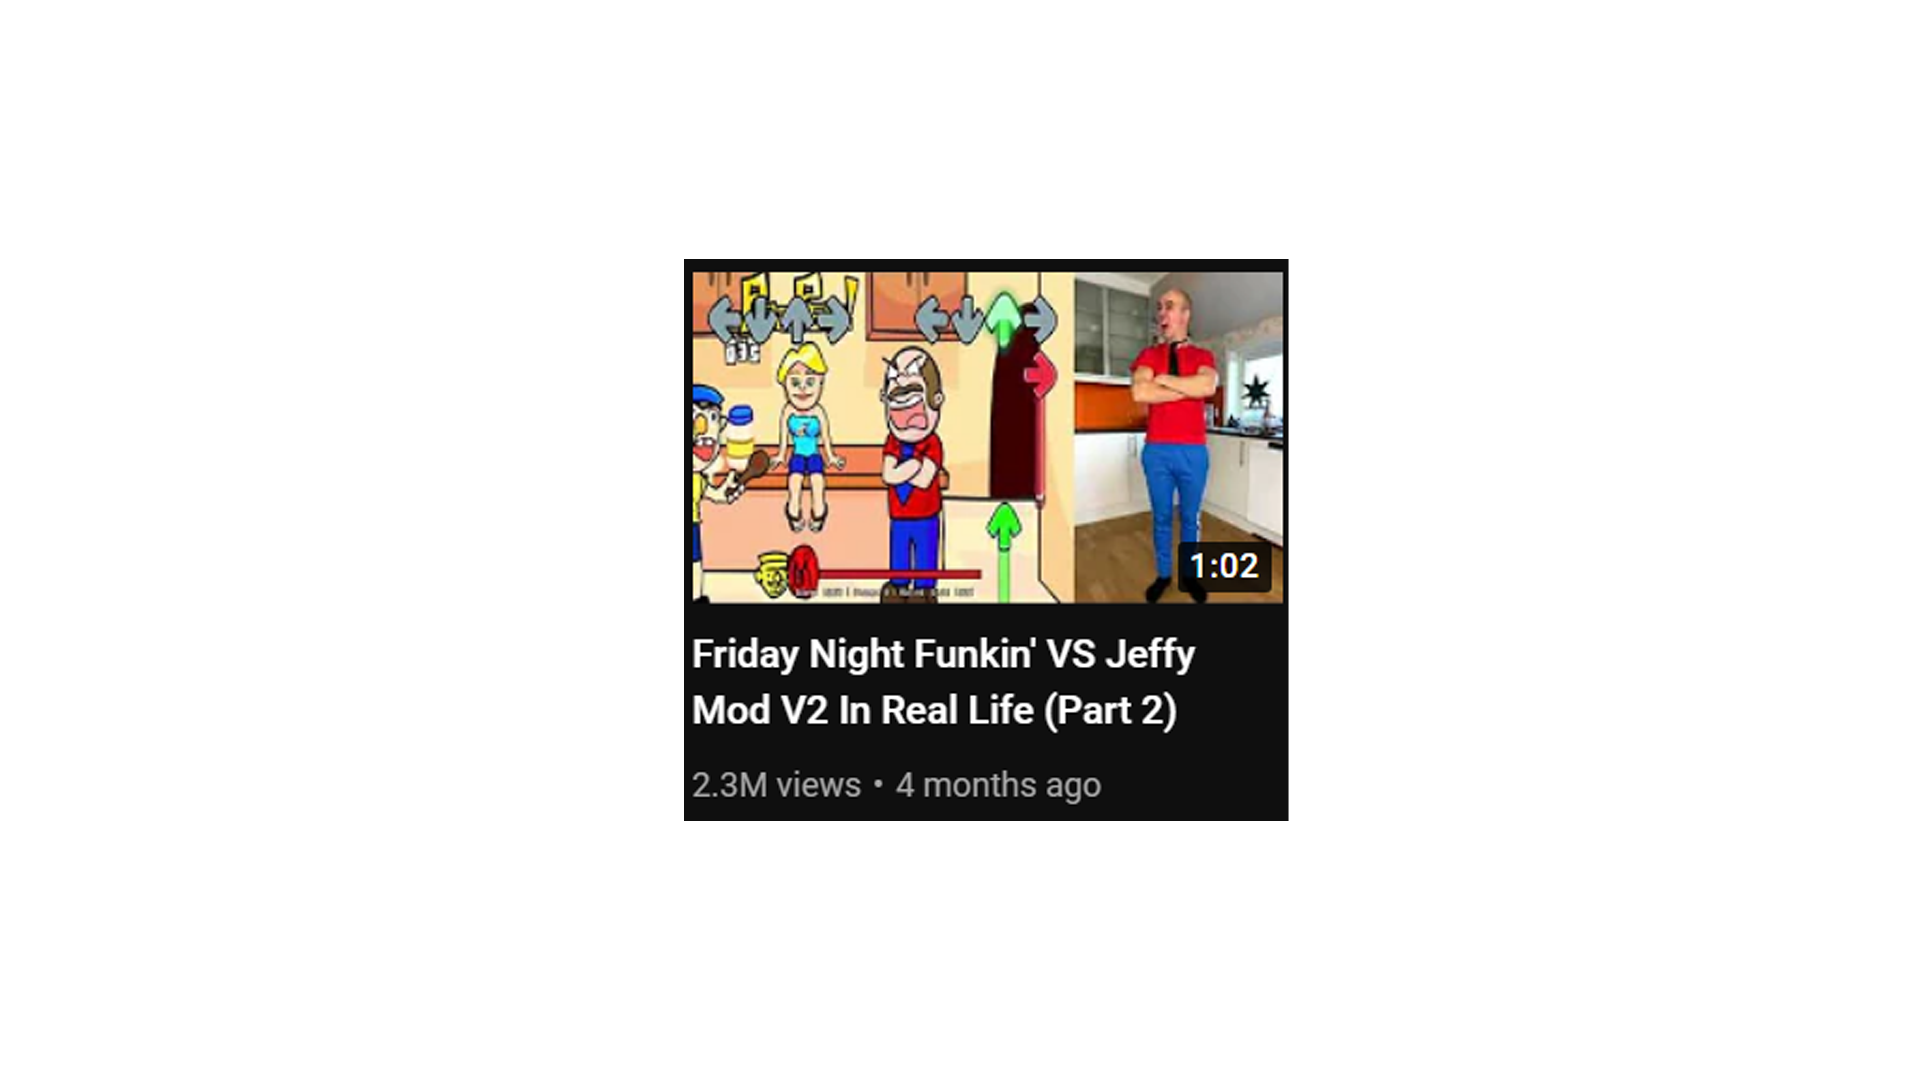 1:02
Friday Night Funkin' VS Jeffy
Mod V2 In Real Life (Part 2)
2.3M views • 4 months ago